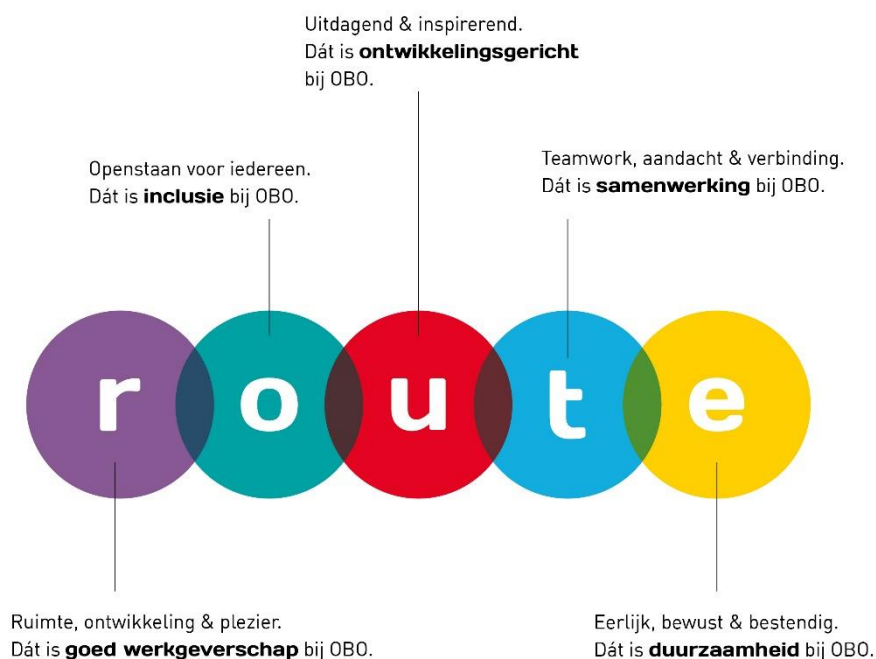 Uitdagend & inspirerend.
Dát is ontwikkelingsgericht
bij OBO.
Openstaan voor iedereen.
Dát is inclusie bij OBO.
Teamwork, aandacht & verbinding.
Dát is samenwerking bij OBO.
route
Ruimte, ontwikkeling & plezier.
Dát is goed werkgeverschap bij OBO.
Eerlijk, bewust & bestendig.
Dát is duurzaamheid bij OBO.